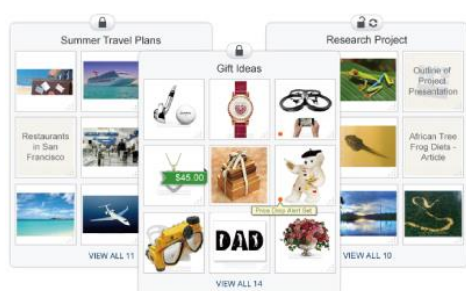 Summer Travel Plans
Restaurants
in San
Francisco
VIEW ALL 11
Gift Ideas
$45.00
Price Drop Alert Set
DAD
VIEW ALL 14
Research Project
Outline of
Project
Presentation
African Tree
Frog Diets -
Article
VIEW ALL 10